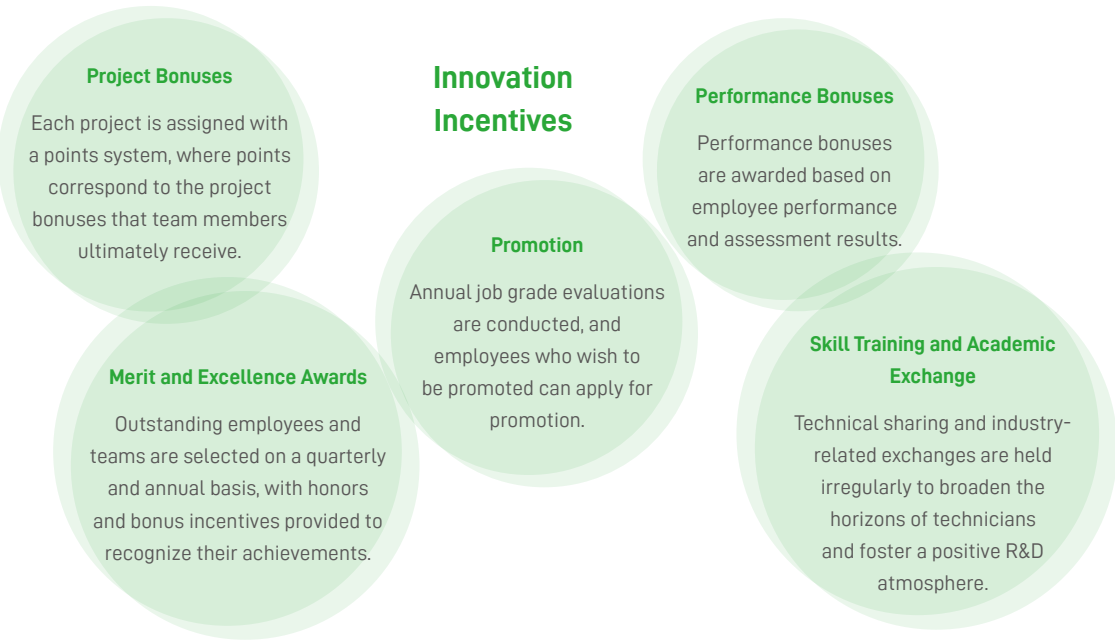 Innovation
Incentives
Project Bonuses
Each project is assigned with
a points system, where points
correspond to the project
bonuses that team members
ultimately receive.
Merit and Excellence Awards
Outstanding employees and
teams are selected on a quarterly
and annual basis, with honors
and bonus incentives provided to
recognize their achievements.
Promotion
Annual job grade evaluations
are conducted, and
employees who wish to
be promoted can apply for
promotion.
Performance Bonuses
Performance bonuses
are awarded based on
employee performance
and assessment results.
Skill Training and Academic
Exchange
Technical sharing and industry-
related exchanges are held
irregularly to broaden the
horizons of technicians
and foster a positive R&D
atmosphere.